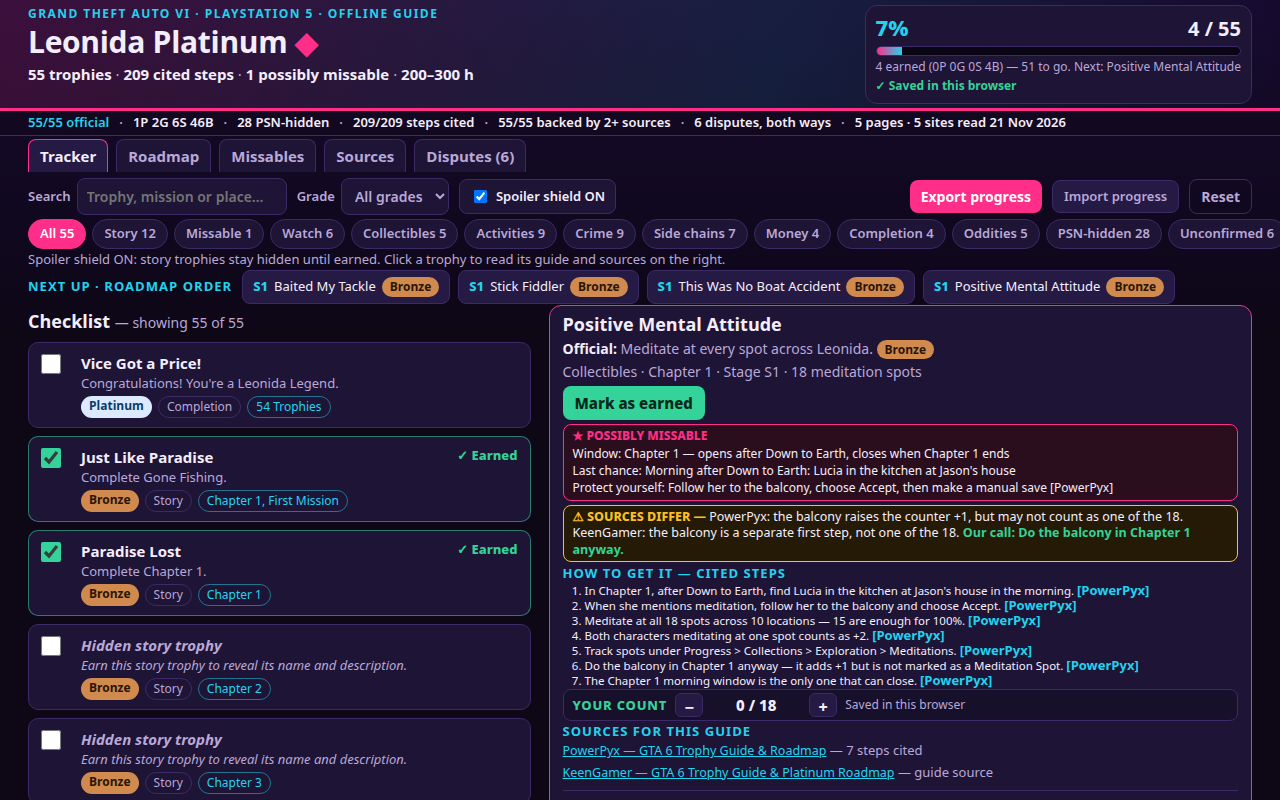 GRAND THEFT AUTO VI · PLAYSTATION 5 · OFFLINE GUIDE
Leonida Platinum
55 trophies · 209 cited steps · 1 possibly missable · 200–300 h
7%
4 / 55
4 earned (0P 0G 0S 4B) — 51 to go. Next: Positive Mental Attitude
✓ Saved in this browser
55/55 official · 1P 2G 6S 46B · 28 PSN-hidden · 209/209 steps cited · 55/55 backed by 2+ sources · 6 disputes, both ways · 5 pages · 5 sites read 21 Nov 2026
Tracker Roadmap Missables Sources Disputes (6)
Search Trophy, mission or place... Grade All grades Spoiler shield ON Export progress Import progress Reset
All 55 Story 12 Missable 1 Watch 6 Collectibles 5 Activities 9 Crime 9 Side chains 7 Money 4 Completion 4 Oddities 5 PSN-hidden 28 Unconfirmed 6
Spoiler shield ON: story trophies stay hidden until earned. Click a trophy to read its guide and sources on the right.
NEXT UP · ROADMAP ORDER S1 Baited My Tackle Bronze S1 Stick Fiddler Bronze S1 This Was No Boat Accident Bronze S1 Positive Mental Attitude Bronze
Checklist — showing 55 of 55
Vice Got a Price!
Congratulations! You're a Leonida Legend.
Platinum Completion 54 Trophies
Just Like Paradise ✓ Earned
Complete Gone Fishing.
Bronze Story Chapter 1, First Mission
Paradise Lost ✓ Earned
Complete Chapter 1.
Bronze Story Chapter 1
Hidden story trophy
Earn this story trophy to reveal its name and description.
Bronze Story Chapter 2
Hidden story trophy
Earn this story trophy to reveal its name and description.
Bronze Story Chapter 3
Positive Mental Attitude
Official: Meditate at every spot across Leonida. Bronze
Collectibles · Chapter 1 · Stage S1 · 18 meditation spots
Mark as earned
★ POSSIBLY MISSABLE
Window: Chapter 1 — opens after Down to Earth, closes when Chapter 1 ends
Last chance: Morning after Down to Earth: Lucia in the kitchen at Jason's house
Protect yourself: Follow her to the balcony, choose Accept, then make a manual save [PowerPyx]
⚠ SOURCES DIFFER — PowerPyx: the balcony raises the counter +1, but may not count as one of the 18.
KeenGamer: the balcony is a separate first step, not one of the 18. Our call: Do the balcony in Chapter 1
anyway.
HOW TO GET IT — CITED STEPS
1. In Chapter 1, after Down to Earth, find Lucia in the kitchen at Jason's house in the morning. [PowerPyx]
2. When she mentions meditation, follow her to the balcony and choose Accept. [PowerPyx]
3. Meditate at all 18 spots across 10 locations — 15 are enough for 100%. [PowerPyx]
4. Both characters meditating at one spot counts as +2. [PowerPyx]
5. Track spots under Progress > Collections > Exploration > Meditations. [PowerPyx]
6. Do the balcony in Chapter 1 anyway — it adds +1 but is not marked as a Meditation Spot. [PowerPyx]
7. The Chapter 1 morning window is the only one that can close. [PowerPyx]
YOUR COUNT − 0 / 18 + Saved in this browser
SOURCES FOR THIS GUIDE
PowerPyx — GTA 6 Trophy Guide & Roadmap — 7 steps cited
KeenGamer — GTA 6 Trophy Guide & Platinum Roadmap — guide source